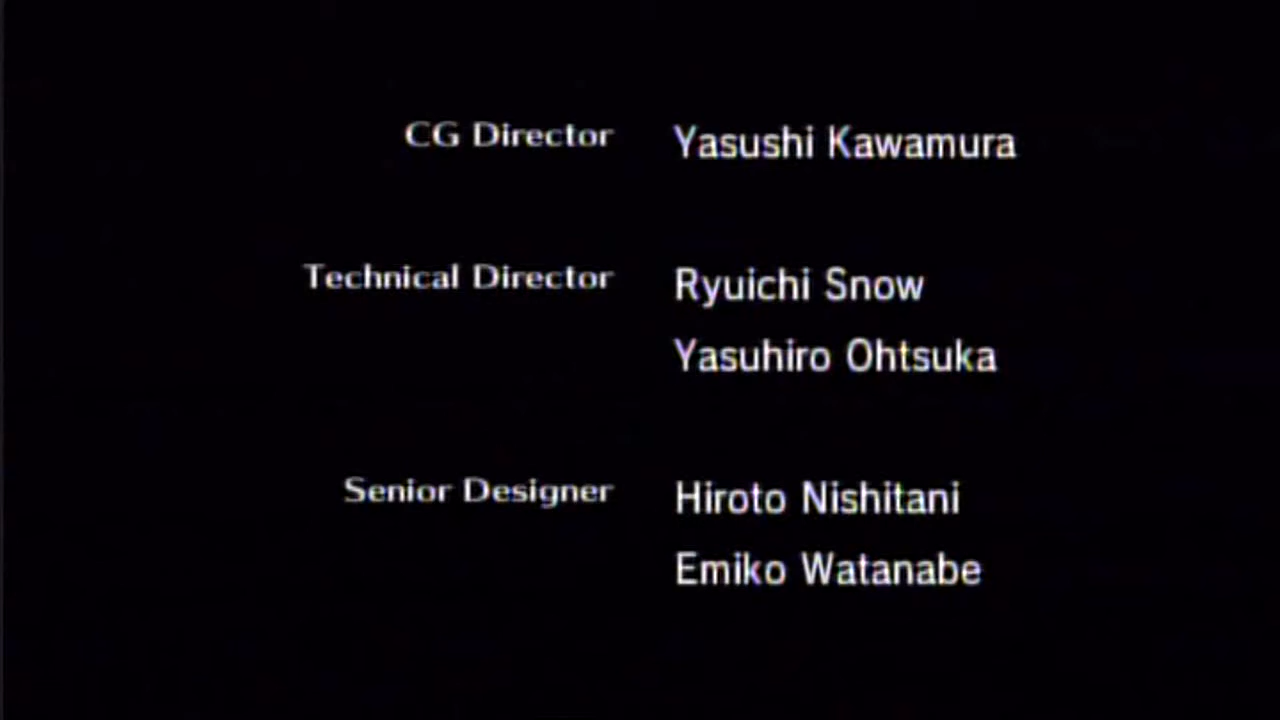 CG Director Yasushi Kawamura
Technical Director Ryuichi Snow
Yasuhiro Ohtsuka
Senior Designer Hiroto Nishitani
Emiko Watanabe